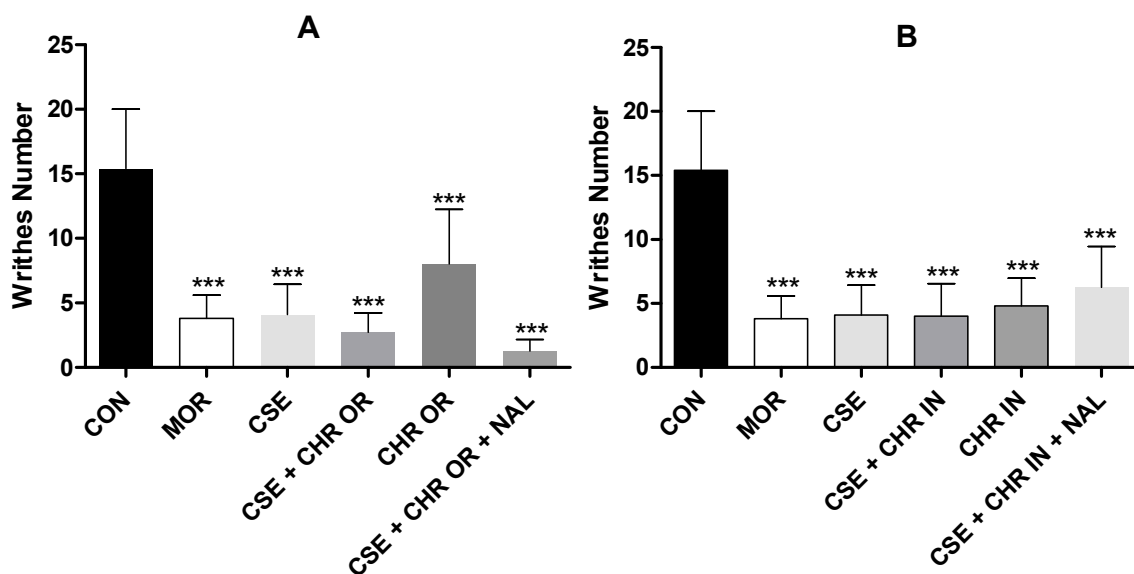 A
Writhes Number
25
20
15
10
5
0
***
***
***
***
***
CON
MOR
CSE
CSE + CHR OR
CHR OR
CSE + CHR OR + NAL
B
Writhes Number
25
20
15
10
5
0
***
***
***
***
***
CON
MOR
CSE
CSE + CHR IN
CHR IN
CSE + CHR IN + NAL